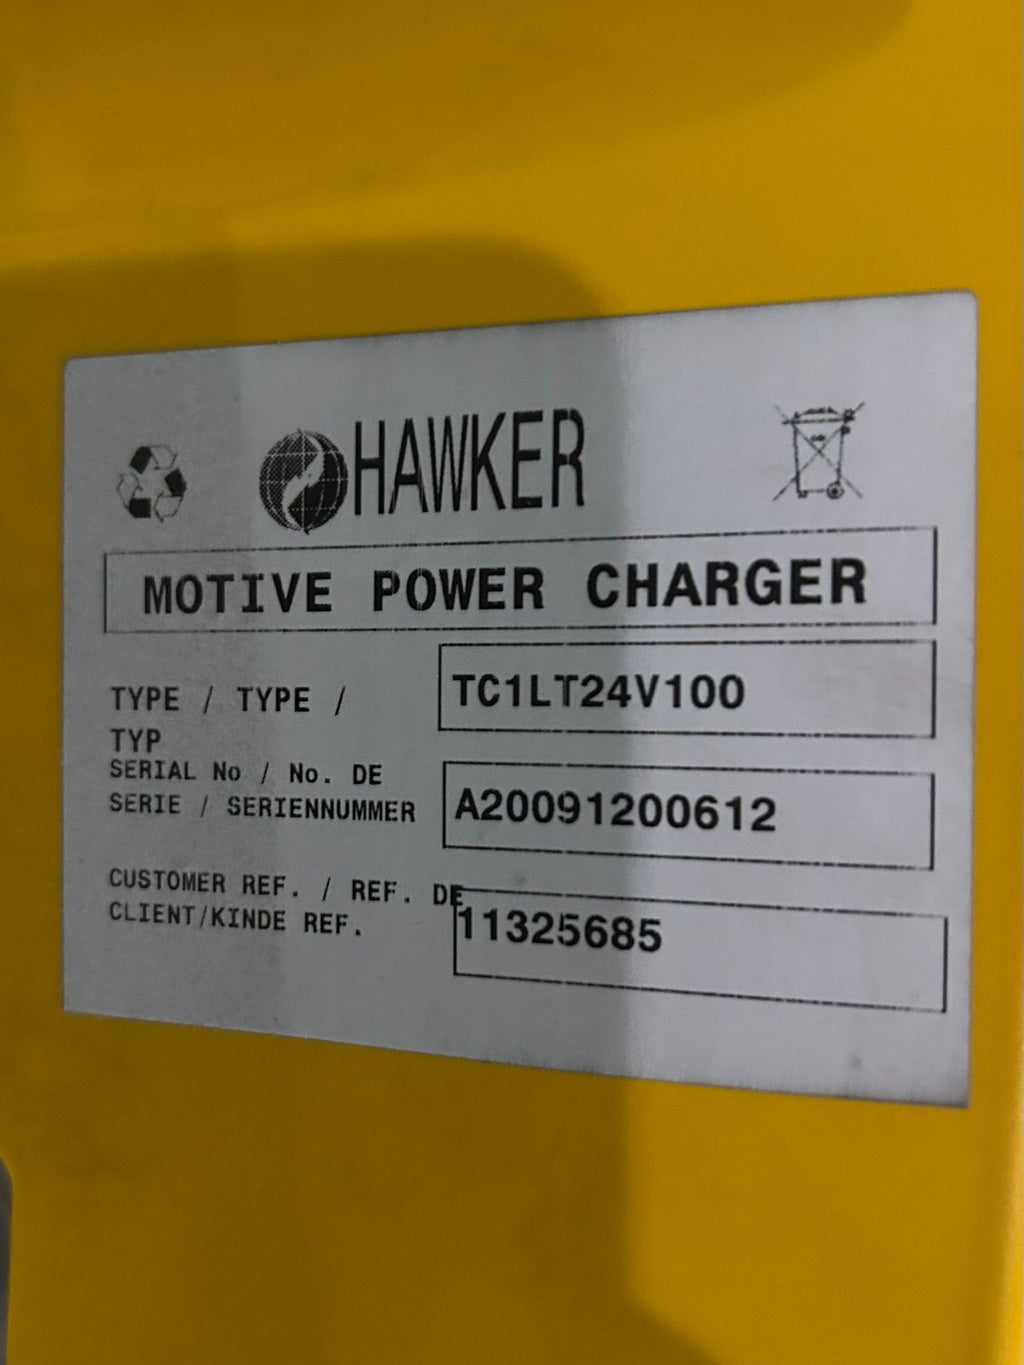 HAWKER
MOTIVE POWER CHARGER
TYPE / TYPE /
TYP
TC1LT24V100
SERIAL No / No. DE
SERIE / SERIENNUMMER
A20091200612
CUSTOMER REF. / REF. DE
CLIENT/KINDE REF.
11325685